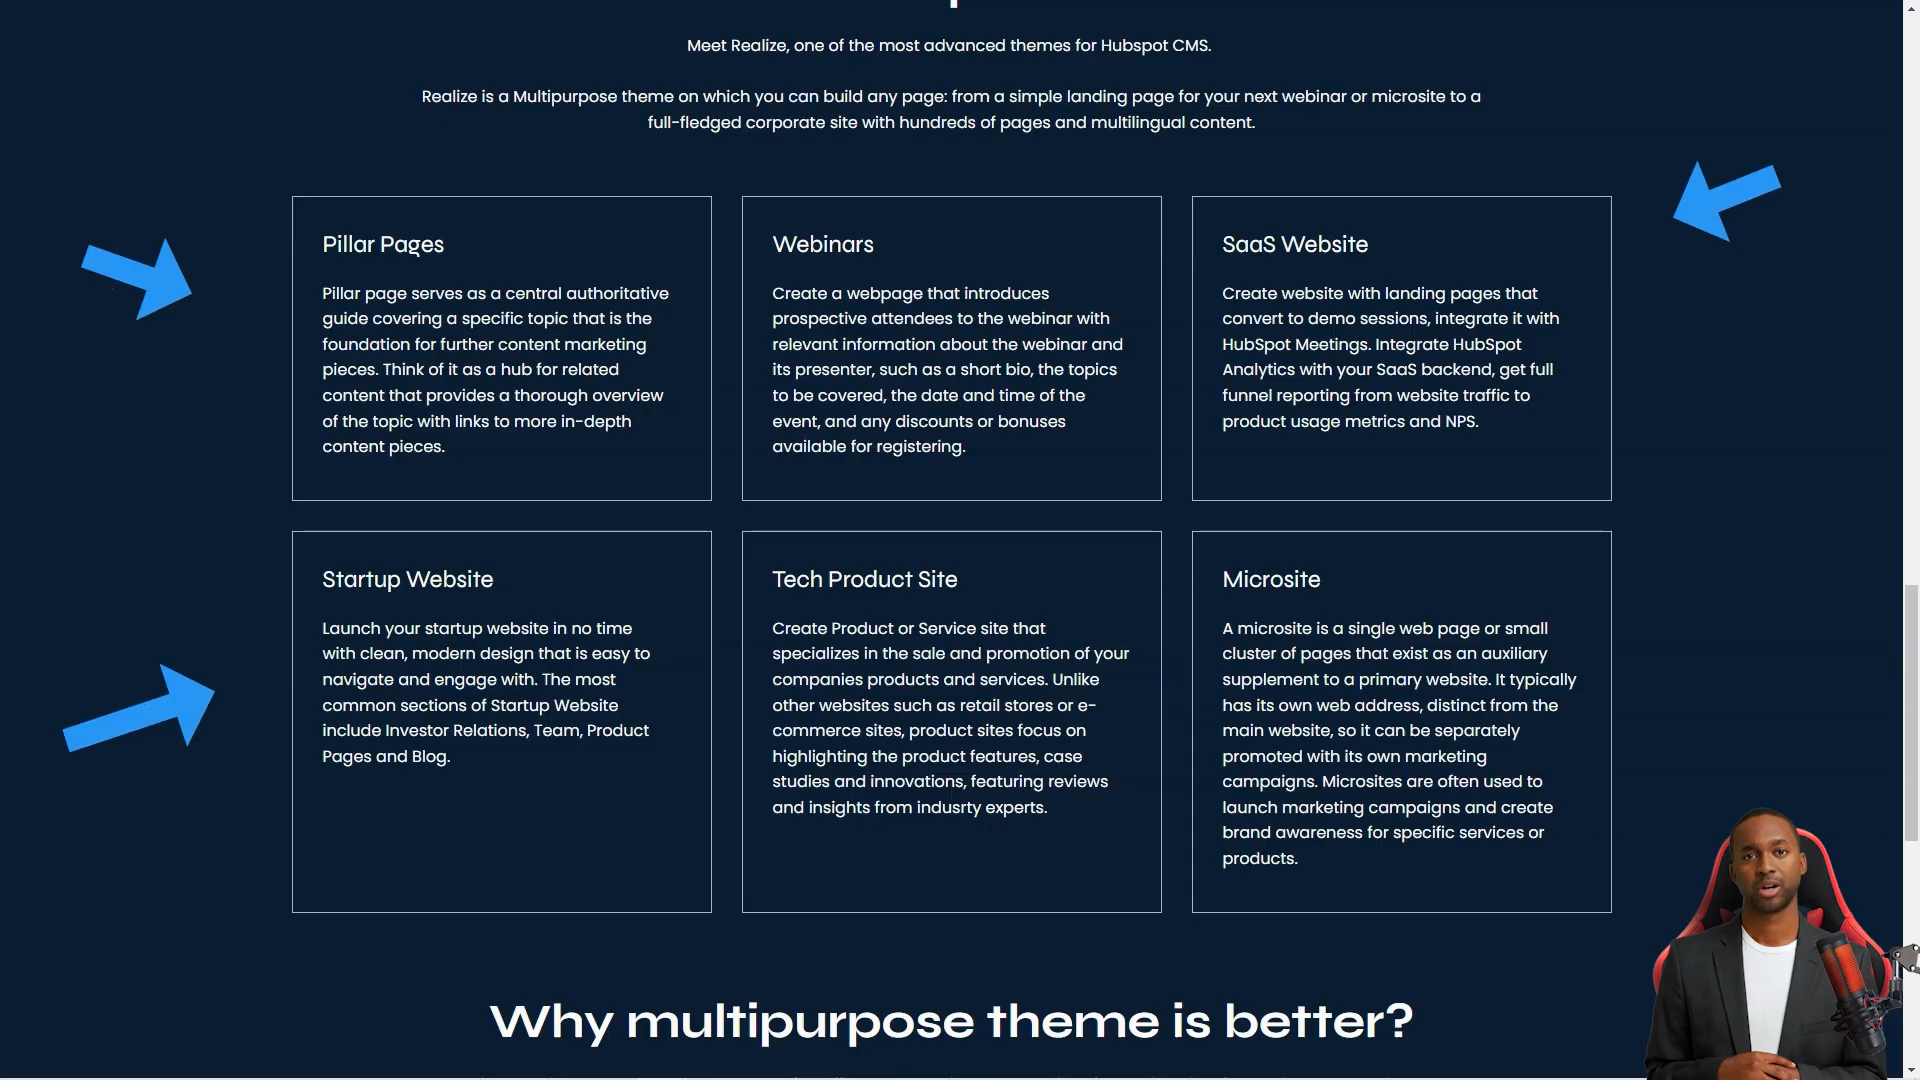 Meet Realize, one of the most advanced themes for Hubspot CMS.
Realize is a Multipurpose theme on which you can build any page: from a simple landing page for your next webinar or microsite to a
full-fledged corporate site with hundreds of pages and multilingual content.
Pillar Pages
Pillar page serves as a central authoritative
guide covering a specific topic that is the
foundation for further content marketing
pieces. Think of it as a hub for related
content that provides a thorough overview
of the topic with links to more in-depth
content pieces.
Webinars
Create a webpage that introduces
prospective attendees to the webinar with
relevant information about the webinar and
its presenter, such as a short bio, the topics
to be covered, the date and time of the
event, and any discounts or bonuses
available for registering.
SaaS Website
Create website with landing pages that
convert to demo sessions, integrate it with
HubSpot Meetings. Integrate HubSpot
Analytics with your SaaS backend, get full
funnel reporting from website traffic to
product usage metrics and NPS.
Startup Website
Launch your startup website in no time
with clean, modern design that is easy to
navigate and engage with. The most
common sections of Startup Website
include Investor Relations, Team, Product
Pages and Blog.
Tech Product Site
Create Product or Service site that
specializes in the sale and promotion of your
companies products and services. Unlike
other websites such as retail stores or e-
commerce sites, product sites focus on
highlighting the product features, case
studies and innovations, featuring reviews
and insights from indusrty experts.
Microsite
A microsite is a single web page or small
cluster of pages that exist as an auxiliary
supplement to a primary website. It typically
has its own web address, distinct from the
main website, so it can be separately
promoted with its own marketing
campaigns. Microsites are often used to
launch marketing campaigns and create
brand awareness for specific services or
products.
Why multipurpose theme is better?